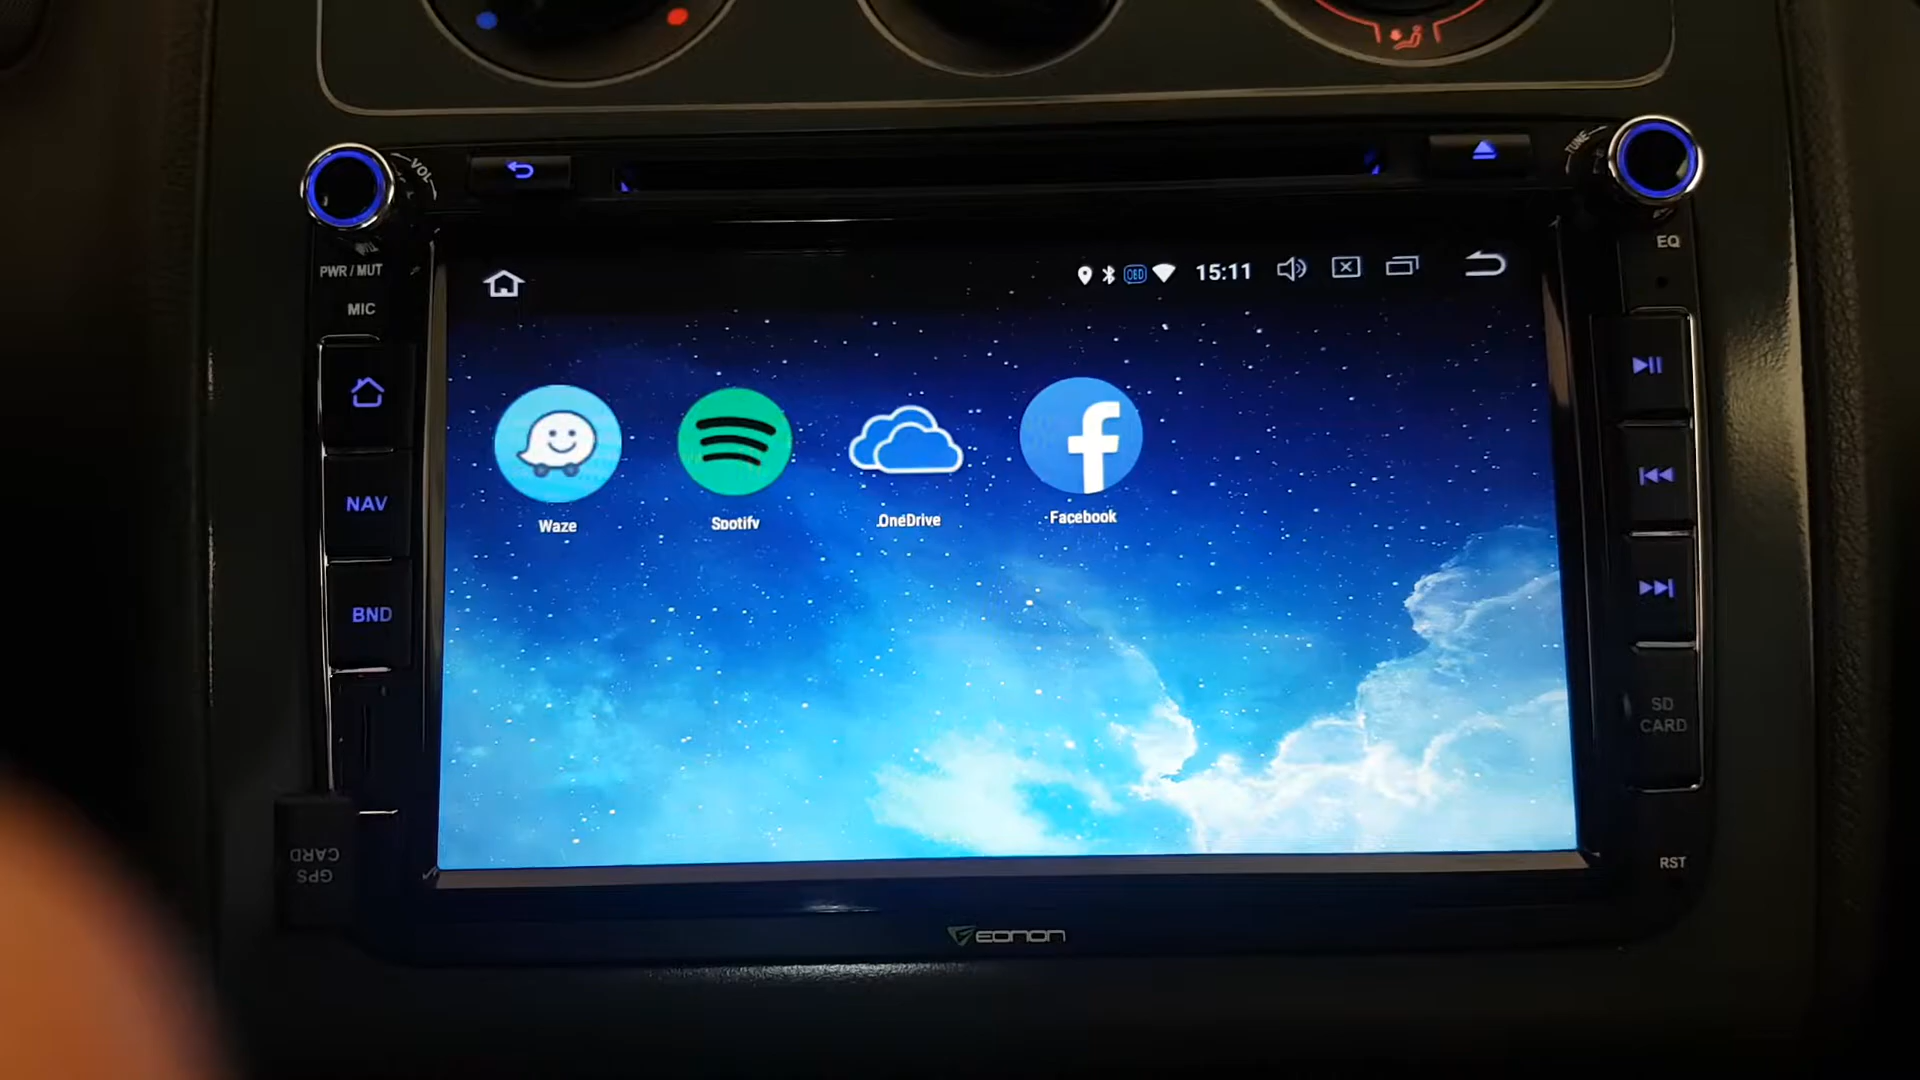 VOL
TUNE
PWR / MUT
EQ
MIC
OBD
15:11
NAV
BND
Waze
Spotify
OneDrive
Facebook
SD
CARD
GPS
CARD
RST
EONON